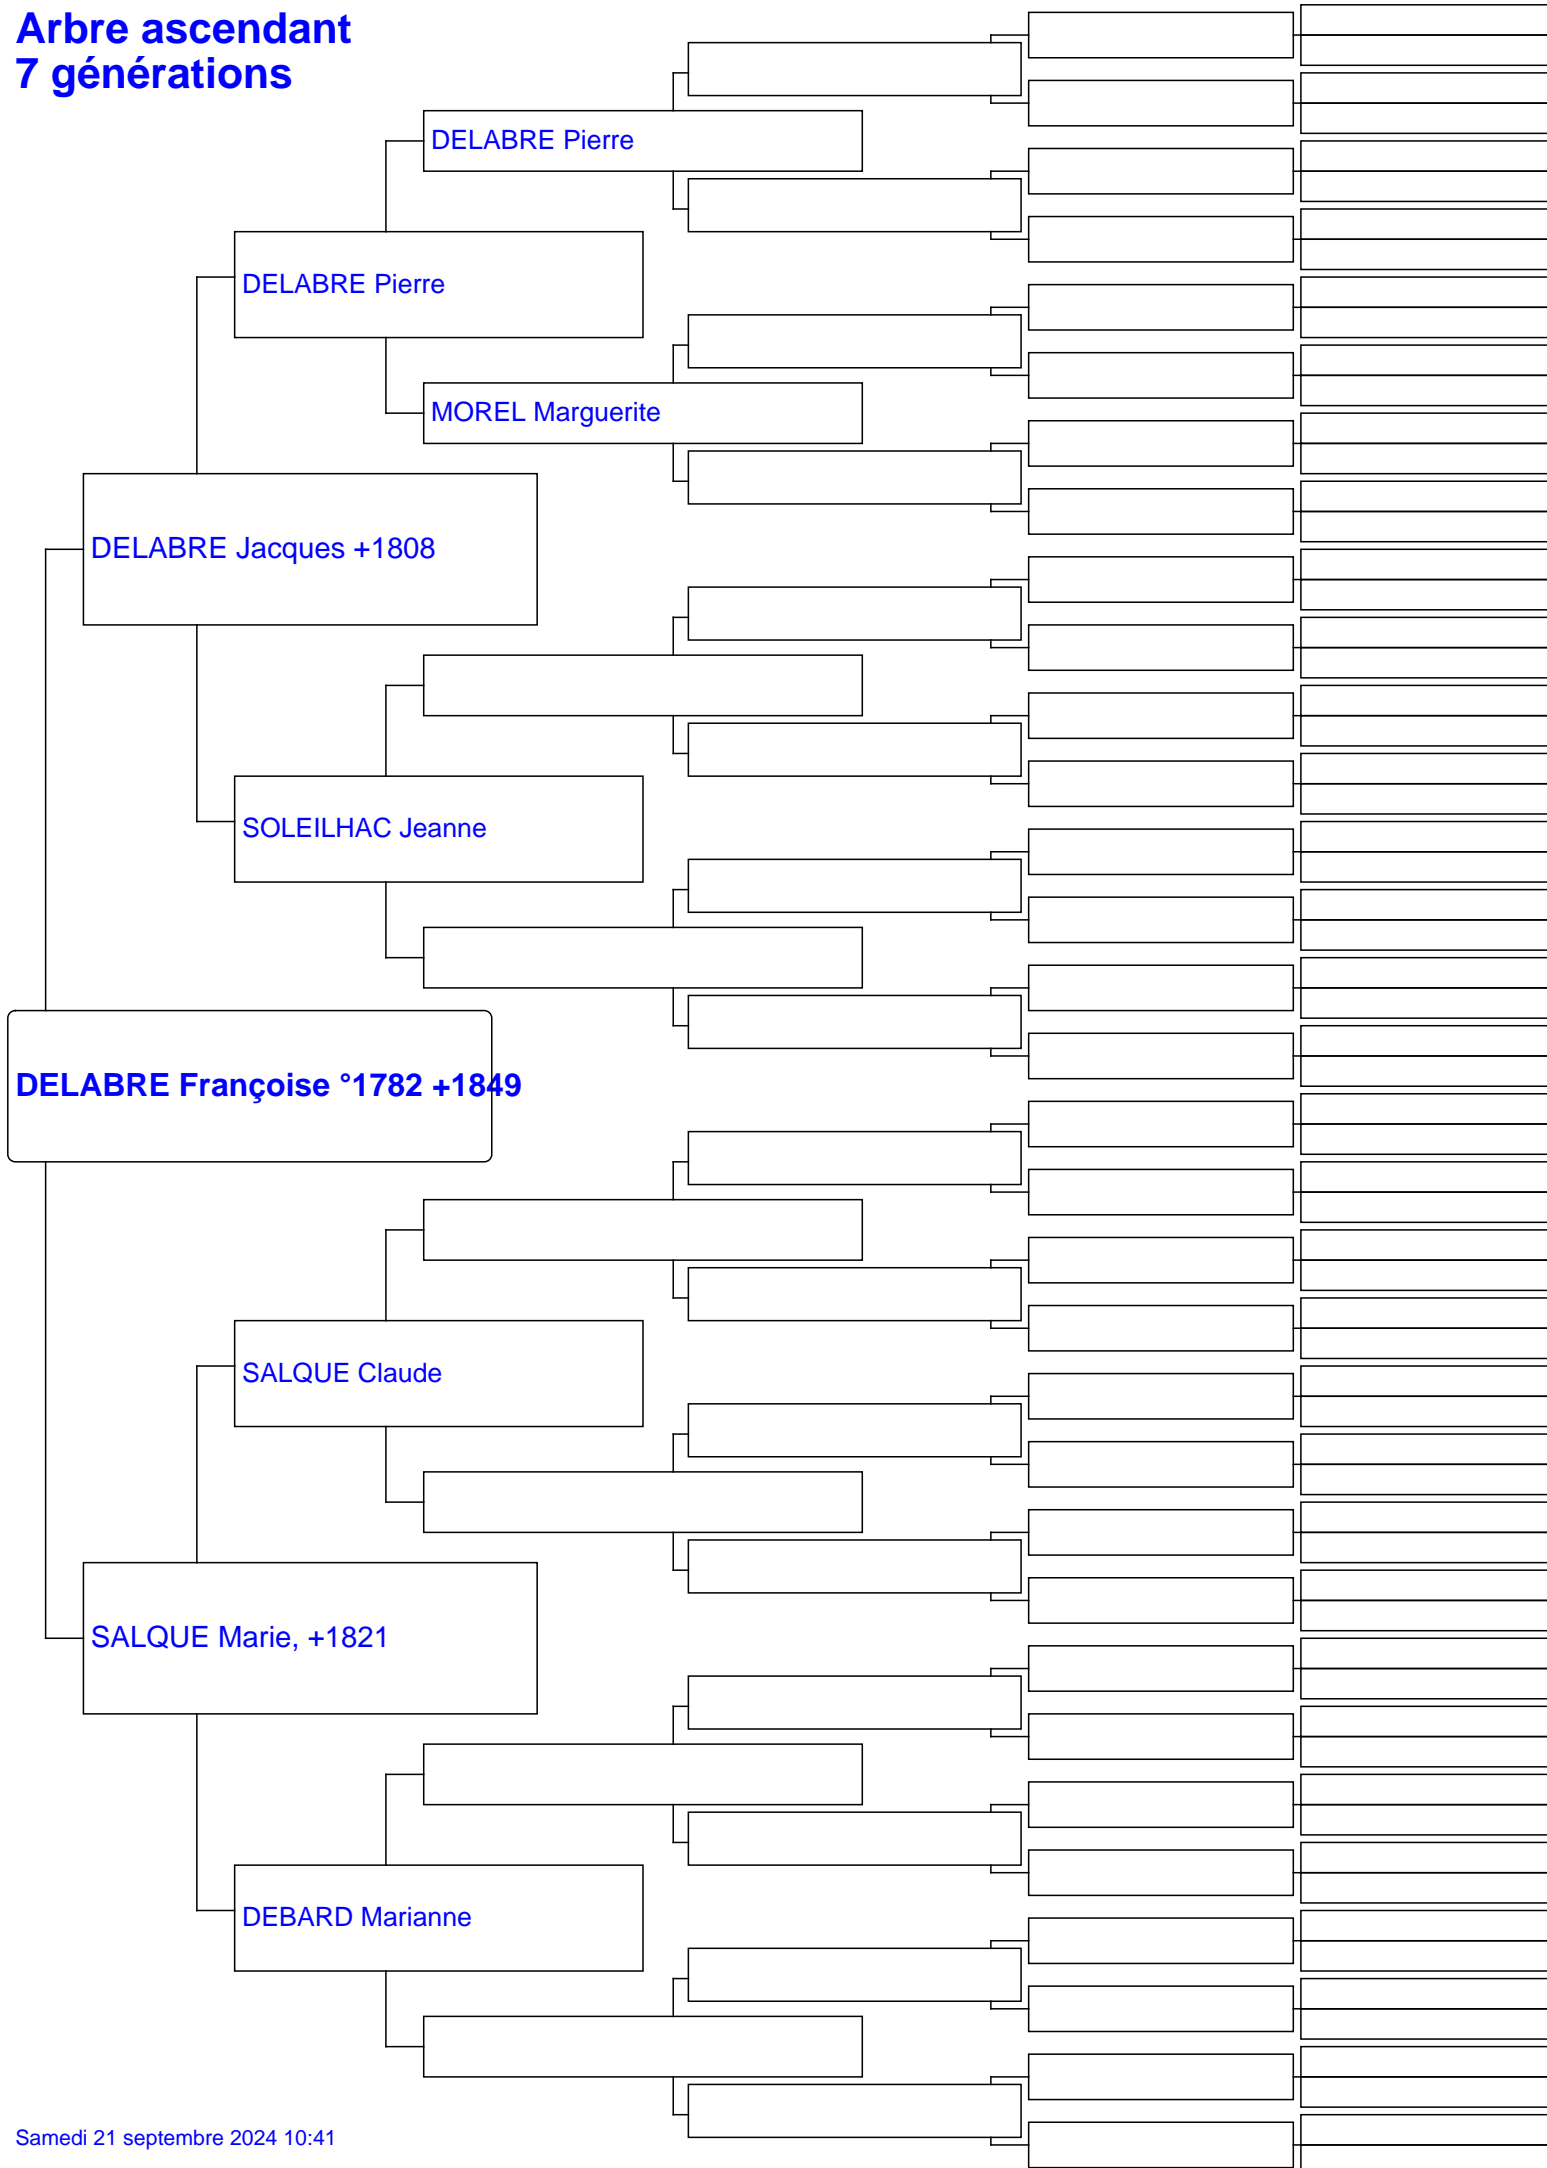 Arbre ascendant
7 générations
DELABRE Pierre
DELABRE Pierre
MOREL Marguerite
DELABRE Jacques +1808
SOLEILHAC Jeanne
DELABRE Françoise °1782 +1849
SALQUE Claude
SALQUE Marie, +1821
DEBARD Marianne
Samedi 21 septembre 2024 10:41